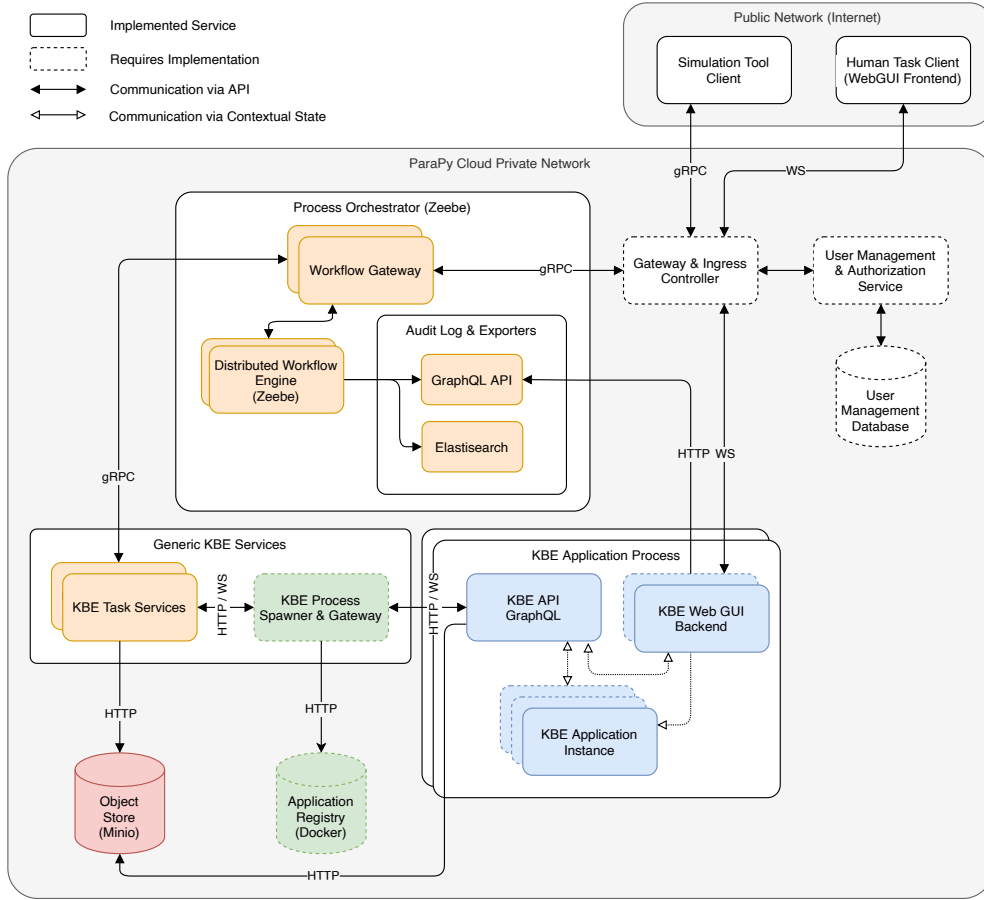 Implemented Service
Requires Implementation
Communication via API
Communication via Contextual State
Public Network (Internet)
Simulation Tool
Client
Human Task Client
(WebGUI Frontend)
ParaPy Cloud Private Network
gRPC
WS
Process Orchestrator (Zeebe)
Workflow Gateway
gRPC
Gateway & Ingress
Controller
User Management
& Authorization
Service
Audit Log & Exporters
Distributed Workflow
Engine
(Zeebe)
GraphQL API
User
Management
Database
Elastisearch
HTTP
WS
gRPC
Generic KBE Services
KBE Task Services
HTTP / WS
KBE Process
Spawner & Gateway
HTTP / WS
KBE Application Process
KBE API
GraphQL
KBE Web GUI
Backend
KBE Application
Instance
HTTP
HTTP
Object
Store
(Minio)
Application
Registry
(Docker)
HTTP